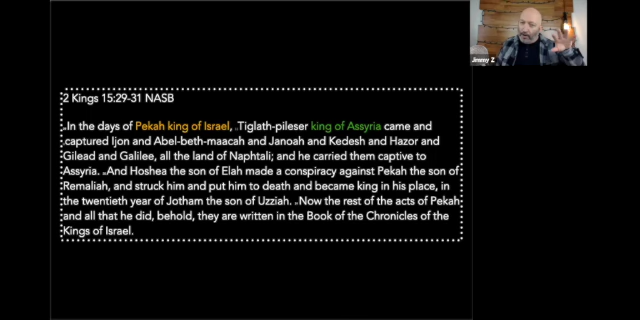 2 Kings 15:29-31 NASB
In the days of Pekah king of Israel, Tiglath-pileser king of Assyria came and
captured Ijon and Abel-beth-maacah and Janoah and Kedesh and Hazor and
Gilead and Galilee, all the land of Naphtali; and he carried them captive to
Assyria. And Hoshea the son of Elah made a conspiracy against Pekah the son of
Remaliah, and struck him and put him to death and became king in his place, in
the twentieth year of Jotham the son of Uzziah. Now the rest of the acts of Pekah
and all that he did, behold, they are written in the Book of the Chronicles of the
Kings of Israel.
Jimmy Z